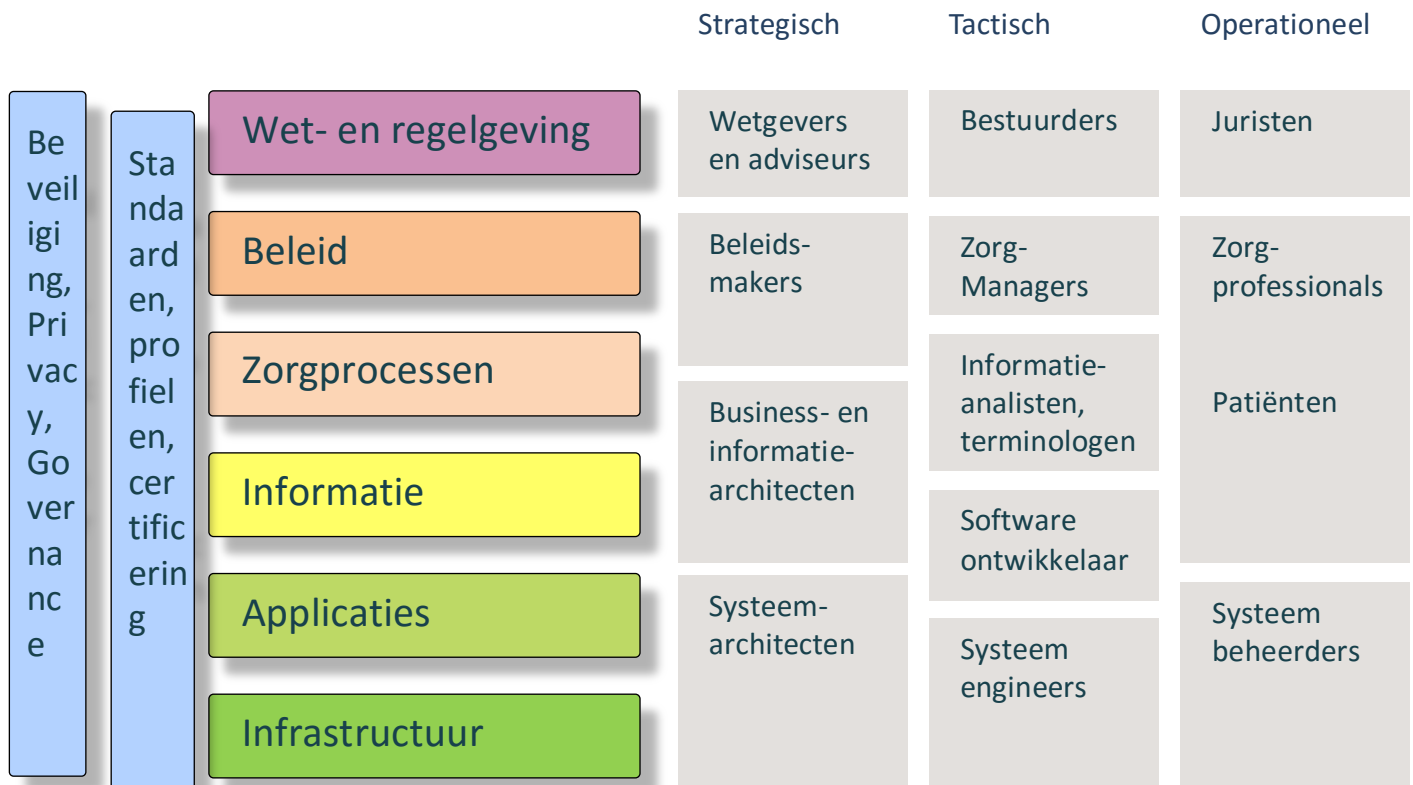 Strategisch
Tactisch
Operationeel
Be
veil
igi
ng,
Pri
vac
y,
Go
ver
na
nc
e
Sta
nda
ard
en,
pro
fiel
en,
cer
tific
erin
g
Wet- en regelgeving
Beleid
Zorgprocessen
Informatie
Applicaties
Infrastructuur
Wetgevers
en adviseurs
Beleids-
makers
Business- en
informatie-
architecten
Systeem-
architecten
Bestuurders
Zorg-
Managers
Informatie-
analisten,
terminologen
Software
ontwikkelaar
Systeem
engineers
Juristen
Zorg-
professionals
Patiënten
Systeem
beheerders